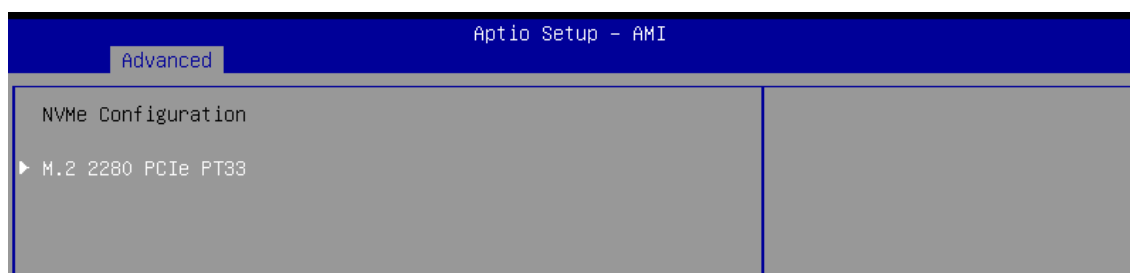 Aptio Setup - AMI
Advanced
NVMe Configuration
M.2 2280 PCIe PT33